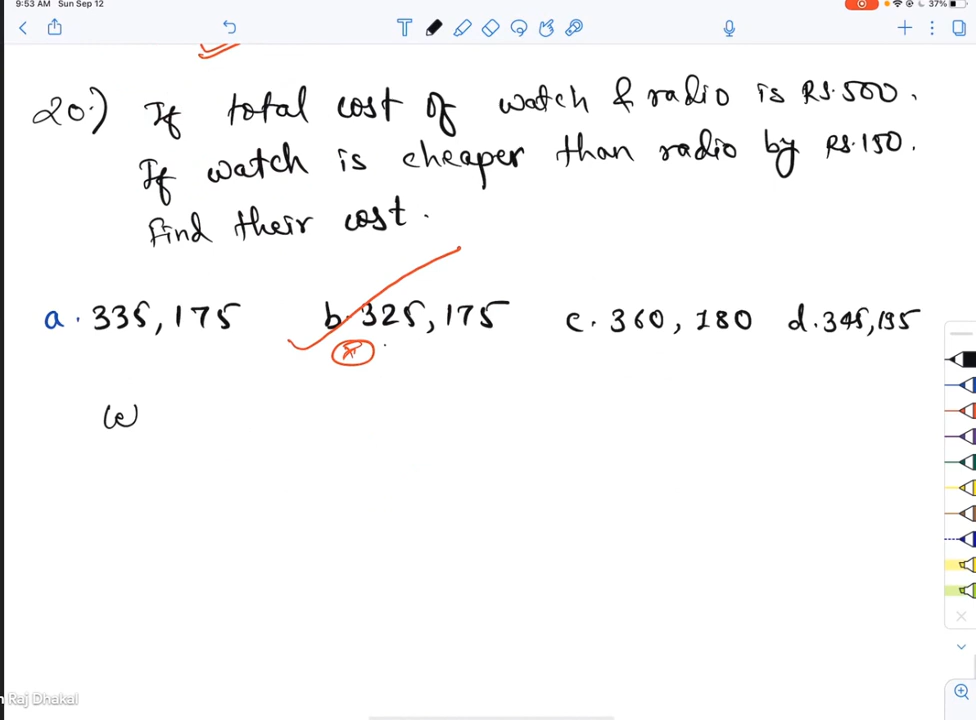 9:53 AM Sun Sep 12
37%
20.) If total cost of watch & radio is RS.500.
If watch is cheaper than radio by RS.150.
find their cost.
a. 335,175 b. 325,175 c. 360, 180 d. 345,195
W
Raj Dhakal